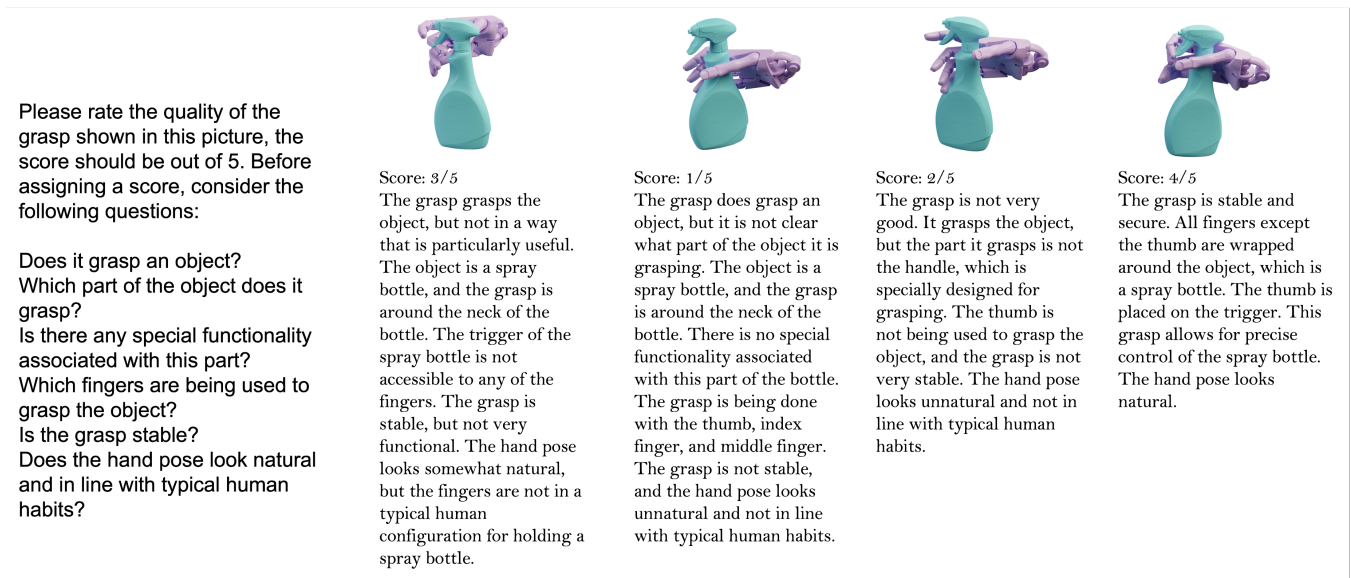 Please rate the quality of the
grasp shown in this picture, the
score should be out of 5. Before
assigning a score, consider the
following questions:
Does it grasp an object?
Which part of the object does it
grasp?
Is there any special functionality
associated with this part?
Which fingers are being used to
grasp the object?
Is the grasp stable?
Does the hand pose look natural
and in line with typical human
habits?
Score: 3/5
The grasp grasps the
object, but not in a way
that is particularly useful.
The object is a spray
bottle, and the grasp is
around the neck of the
bottle. The trigger of the
spray bottle is not
accessible to any of the
fingers. The grasp is
stable, but not very
functional. The hand pose
looks somewhat natural,
but the fingers are not in a
typical human
configuration for holding a
spray bottle.
Score: 1/5
The grasp does grasp an
object, but it is not clear
what part of the object it is
grasping. The object is a
spray bottle, and the grasp
is around the neck of the
bottle. There is no special
functionality associated
with this part of the bottle.
The grasp is being done
with the thumb, index
finger, and middle finger.
The grasp is not stable,
and the hand pose looks
unnatural and not in line
with typical human habits.
Score: 2/5
The grasp is not very
good. It grasps the object,
but the part it grasps is not
the handle, which is
specially designed for
grasping. The thumb is
not being used to grasp the
object, and the grasp is not
very stable. The hand pose
looks unnatural and not in
line with typical human
habits.
Score: 4/5
The grasp is stable and
secure. All fingers except
the thumb are wrapped
around the object, which is
a spray bottle. The thumb is
placed on the trigger. This
grasp allows for precise
control of the spray bottle.
The hand pose looks
natural.